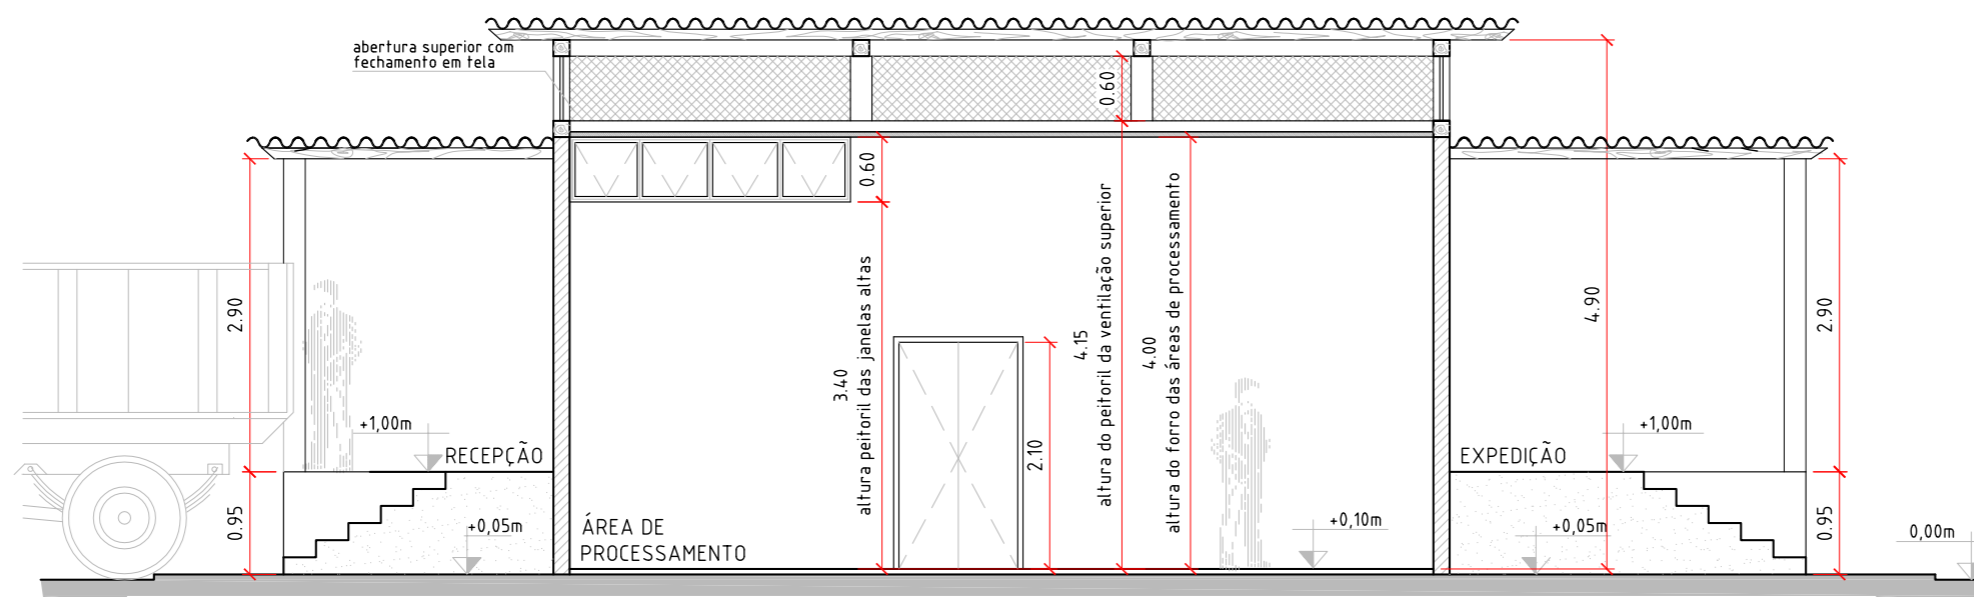 abertura superior com
fechamento em tela
0.60
0.60
2.90
3.40
altura peitoril das janelas altas
4.15
altura do peitoril da ventilação superior
4.00
altura do forro das áreas de processamento
4.90
2.90
+1,00m
RECEPÇÃO
2.10
+1,00m
EXPEDIÇÃO
0.95
+0,05m
ÁREA DE
PROCESSAMENTO
+0,10m
+0,05m
0.95
0,00m